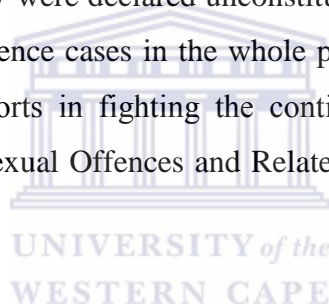 were declared unconstitu
ence cases in the whole p
orts in fighting the conti
exual Offences and Relate
UNIVERSITY of the
WESTERN CAPE